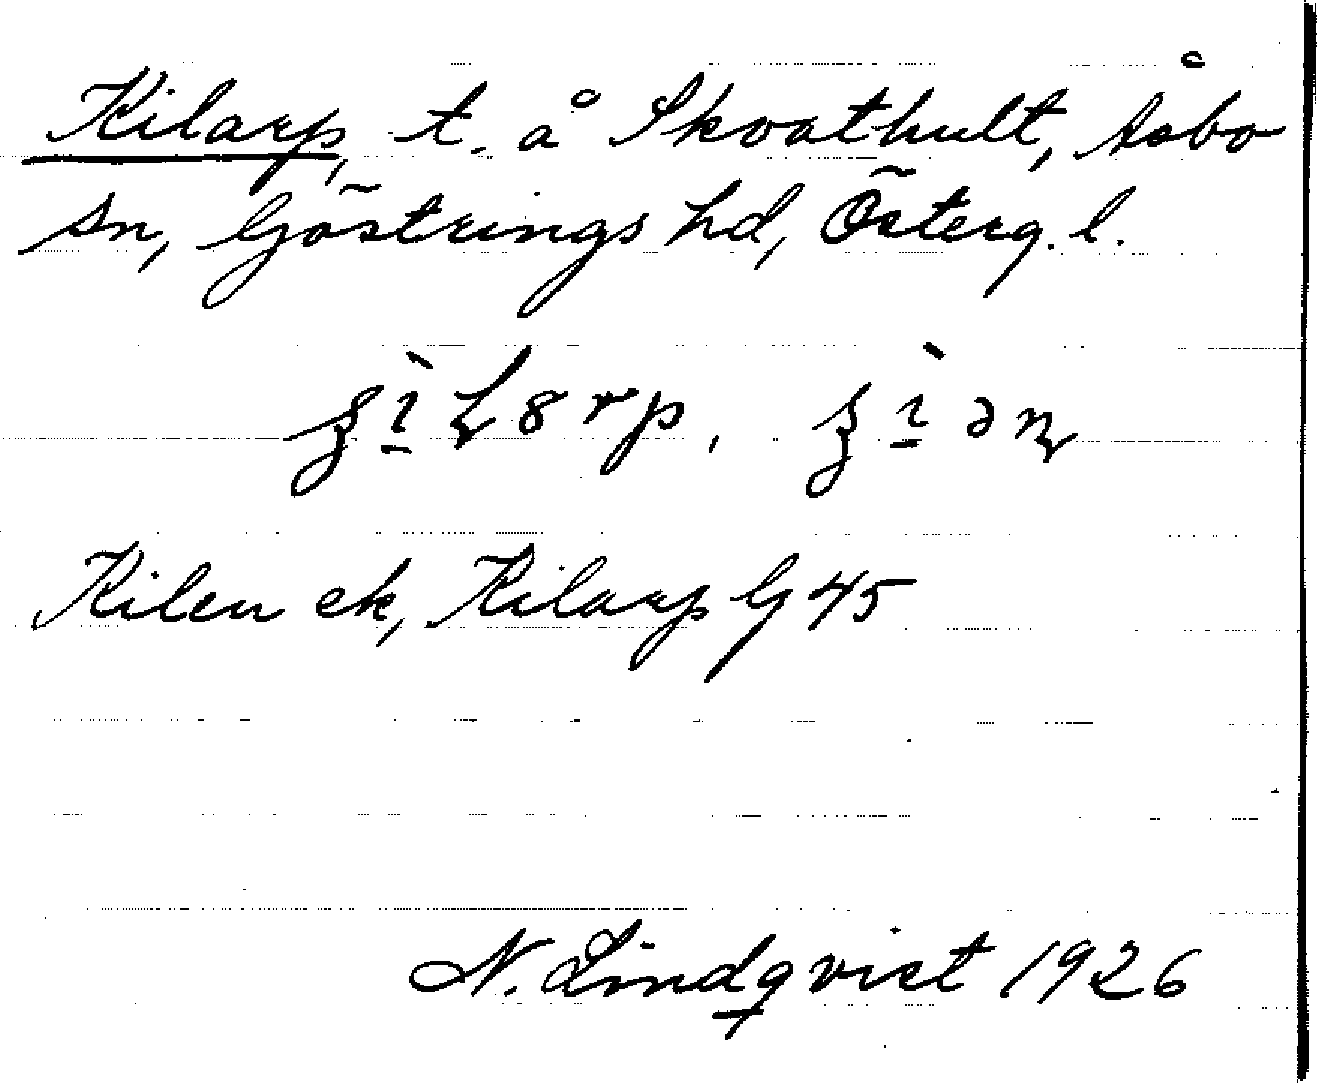 Kilarp, t. å Skvathult, Åsbo
sn, Göstrings hd, Österg. l.
Kilen ek, Kilarp G 45
N. Lindqvist 1926